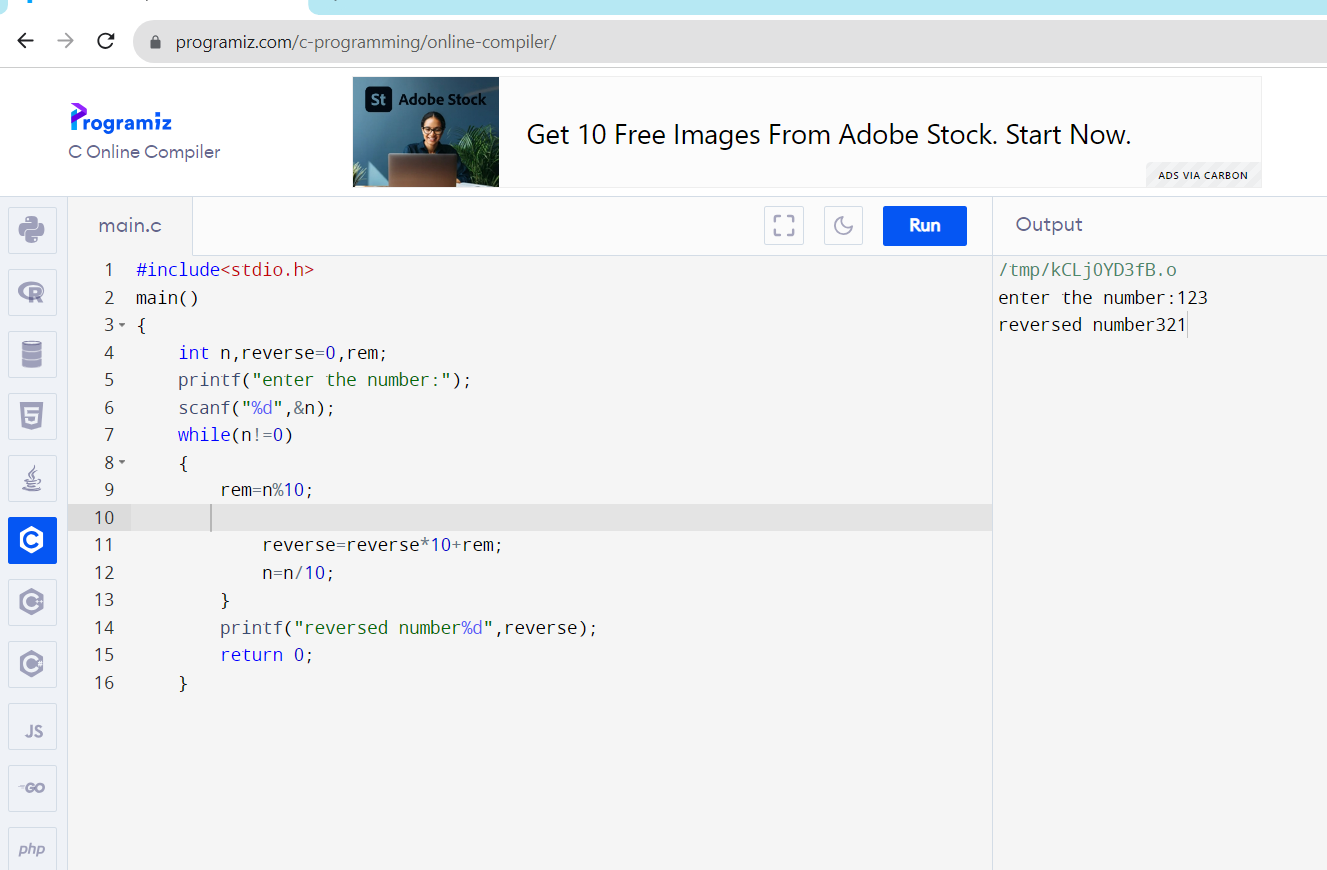 programiz.com/c-programming/online-compiler/
Programiz
C Online Compiler
St Adobe Stock
Get 10 Free Images From Adobe Stock. Start Now.
ADS VIA CARBON
main.c
Run
Output
1 #include<stdio.h>
2 main()
3 {
4 int n,reverse=0,rem;
5 printf("enter the number:");
6 scanf("%d",&n);
7 while(n!=0)
8 {
9 rem=n%10;
10
11 reverse=reverse*10+rem;
12 n=n/10;
13 }
14 printf("reversed number%d",reverse);
15 return 0;
16 }
/tmp/kCLj0YD3fB.o
enter the number:123
reversed number321
R
5
C
C
C
JS
GO
php